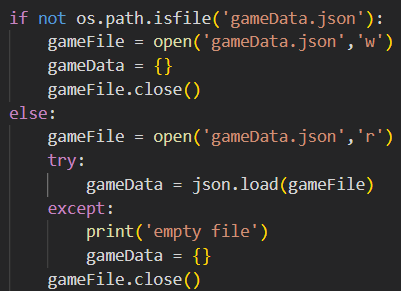 if not os.path.isfile('gameData.json'):
    gameFile = open('gameData.json','w')
    gameData = {}
    gameFile.close()
else:
    gameFile = open('gameData.json','r')
    try:
        gameData = json.load(gameFile)
    except:
        print('empty file')
        gameData = {}
    gameFile.close()